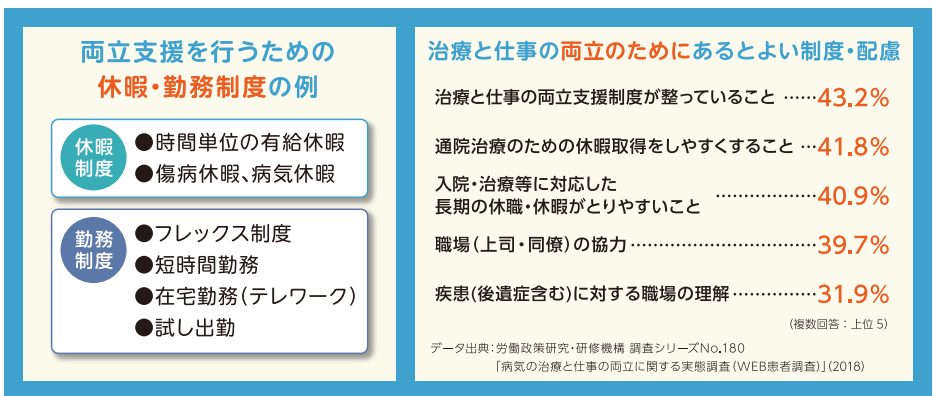 両立支援を行うための
休暇・勤務制度の例
休暇
制度
●時間単位の有給休暇
●傷病休暇、病気休暇
勤務
制度
●フレックス制度
●短時間勤務
●在宅勤務(テレワーク)
●試し出勤
治療と仕事の両立のためにあるとよい制度・配慮
治療と仕事の両立支援制度が整っていること ……43.2%
通院治療のための休暇取得をしやすくすること …41.8%
入院・治療等に対応した
長期の休職・休暇がとりやすいこと ……………40.9%
職場(上司・同僚)の協力……………………………39.7%
疾患(後遺症含む)に対する職場の理解……………31.9%
(複数回答:上位5)
データ出典:労働政策研究・研修機構 調査シリーズNo.180
「病気の治療と仕事の両立に関する実態調査(WEB患者調査)」(2018)